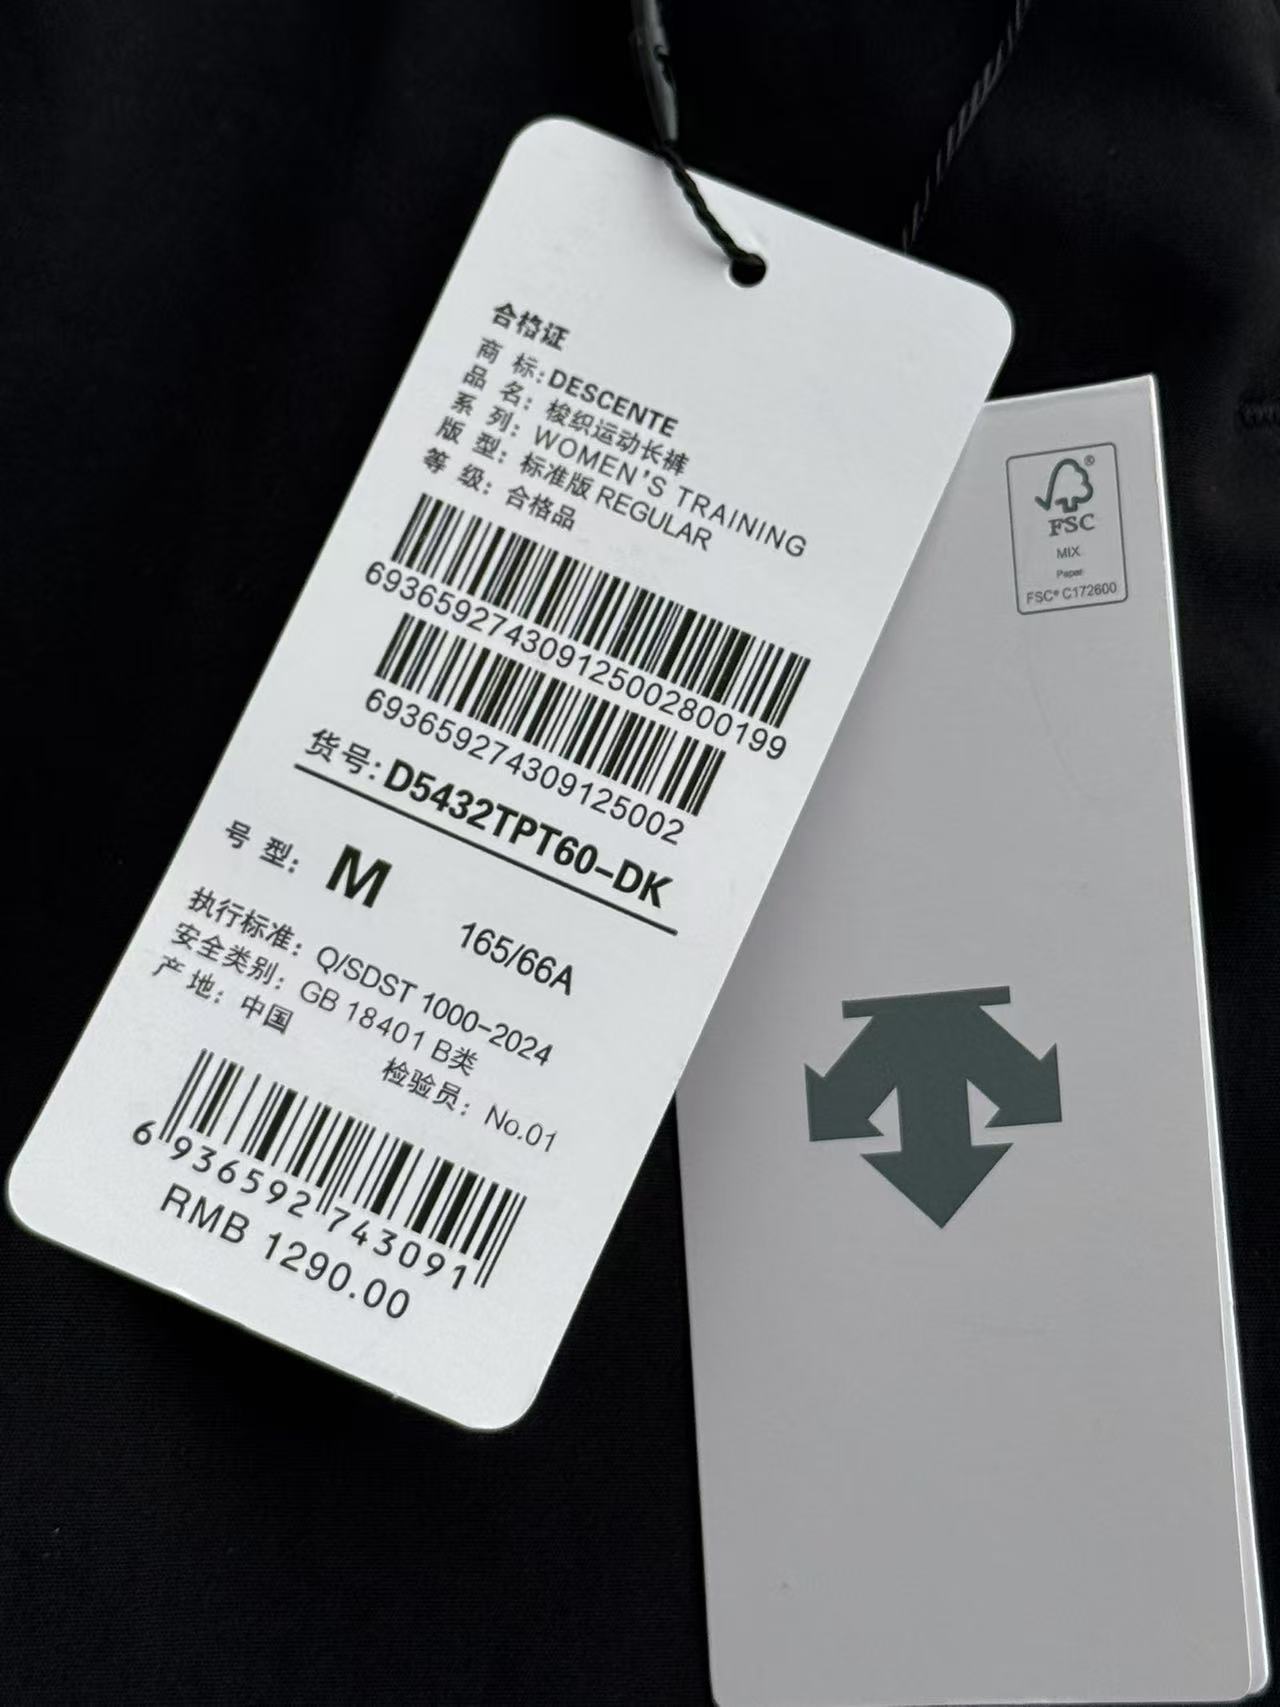 合格证
商 标：DESCENTE
品 名：梭织运动长裤
系 列：WOMEN'S TRAINING
版 型：标准版 REGULAR
等 级：合格品
69365927430912500280019​9
69365927430912​5002
货号：D5432TPT60-DK
号 型：M 165/66A
执行标准：Q/SDST 1000-2024
安全类别：GB 18401 B类
产 地：中国
检验员：No.01
6 936592 743091
RMB 1290.00
FSC
MIX
Paper
FSC® C172600